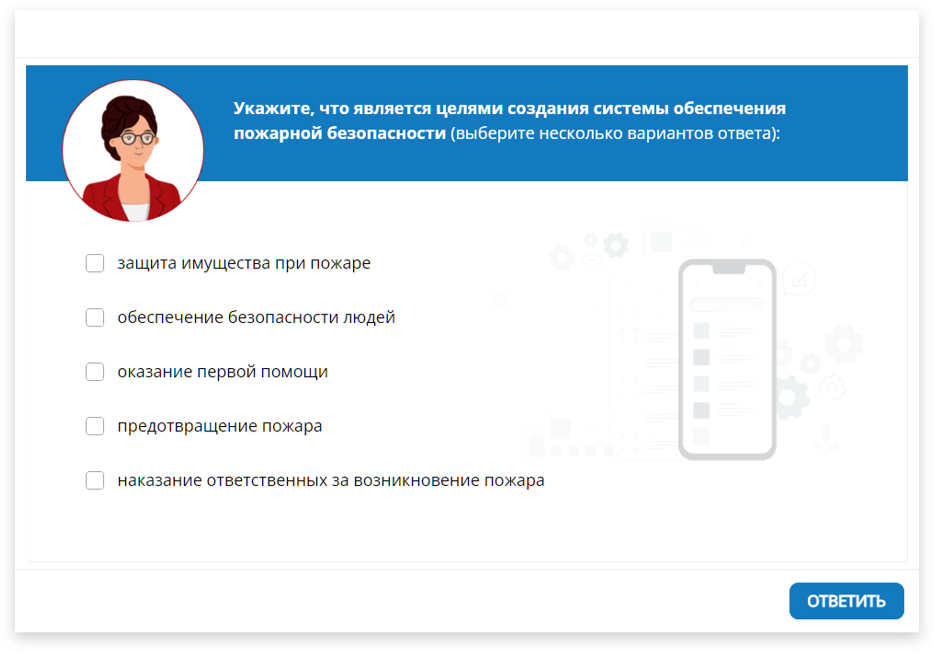 Укажите, что является целями создания системы обеспечения
пожарной безопасности (выберите несколько вариантов ответа):
защита имущества при пожаре
обеспечение безопасности людей
оказание первой помощи
предотвращение пожара
наказание ответственных за возникновение пожара
ОТВЕТИТЬ